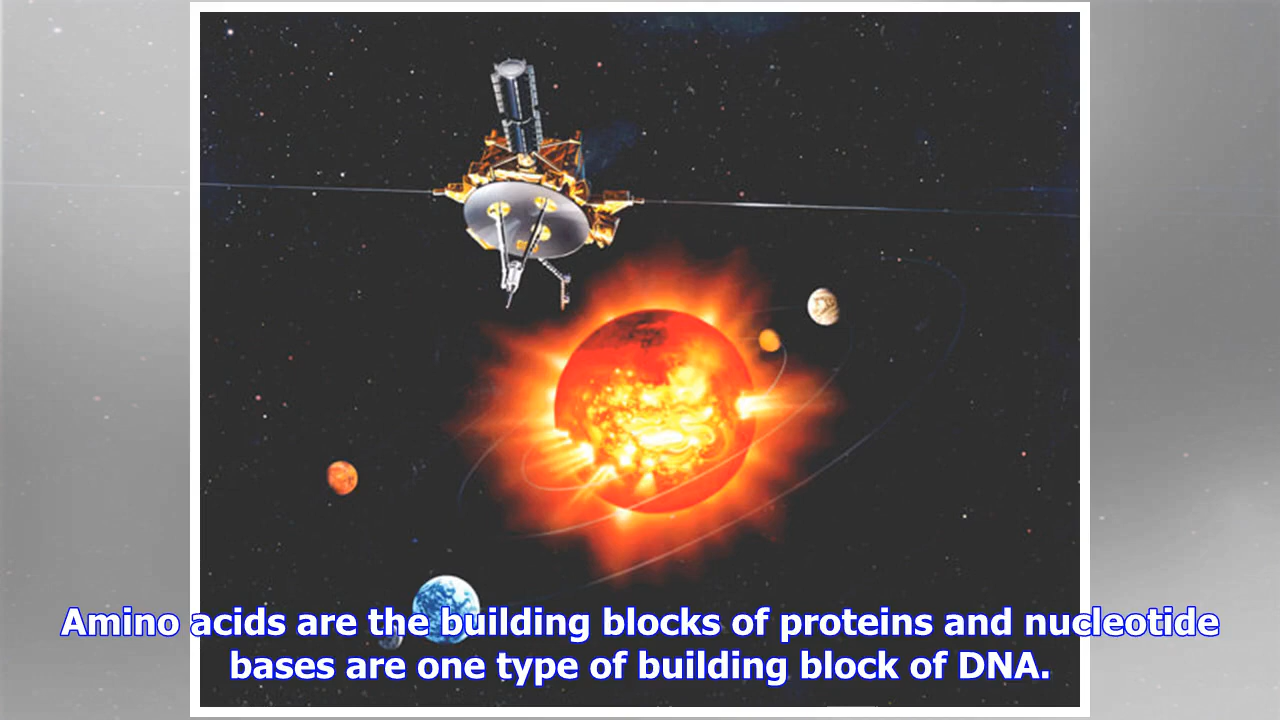 Amino acids are the building blocks of proteins and nucleotide
bases are one type of building block of DNA.